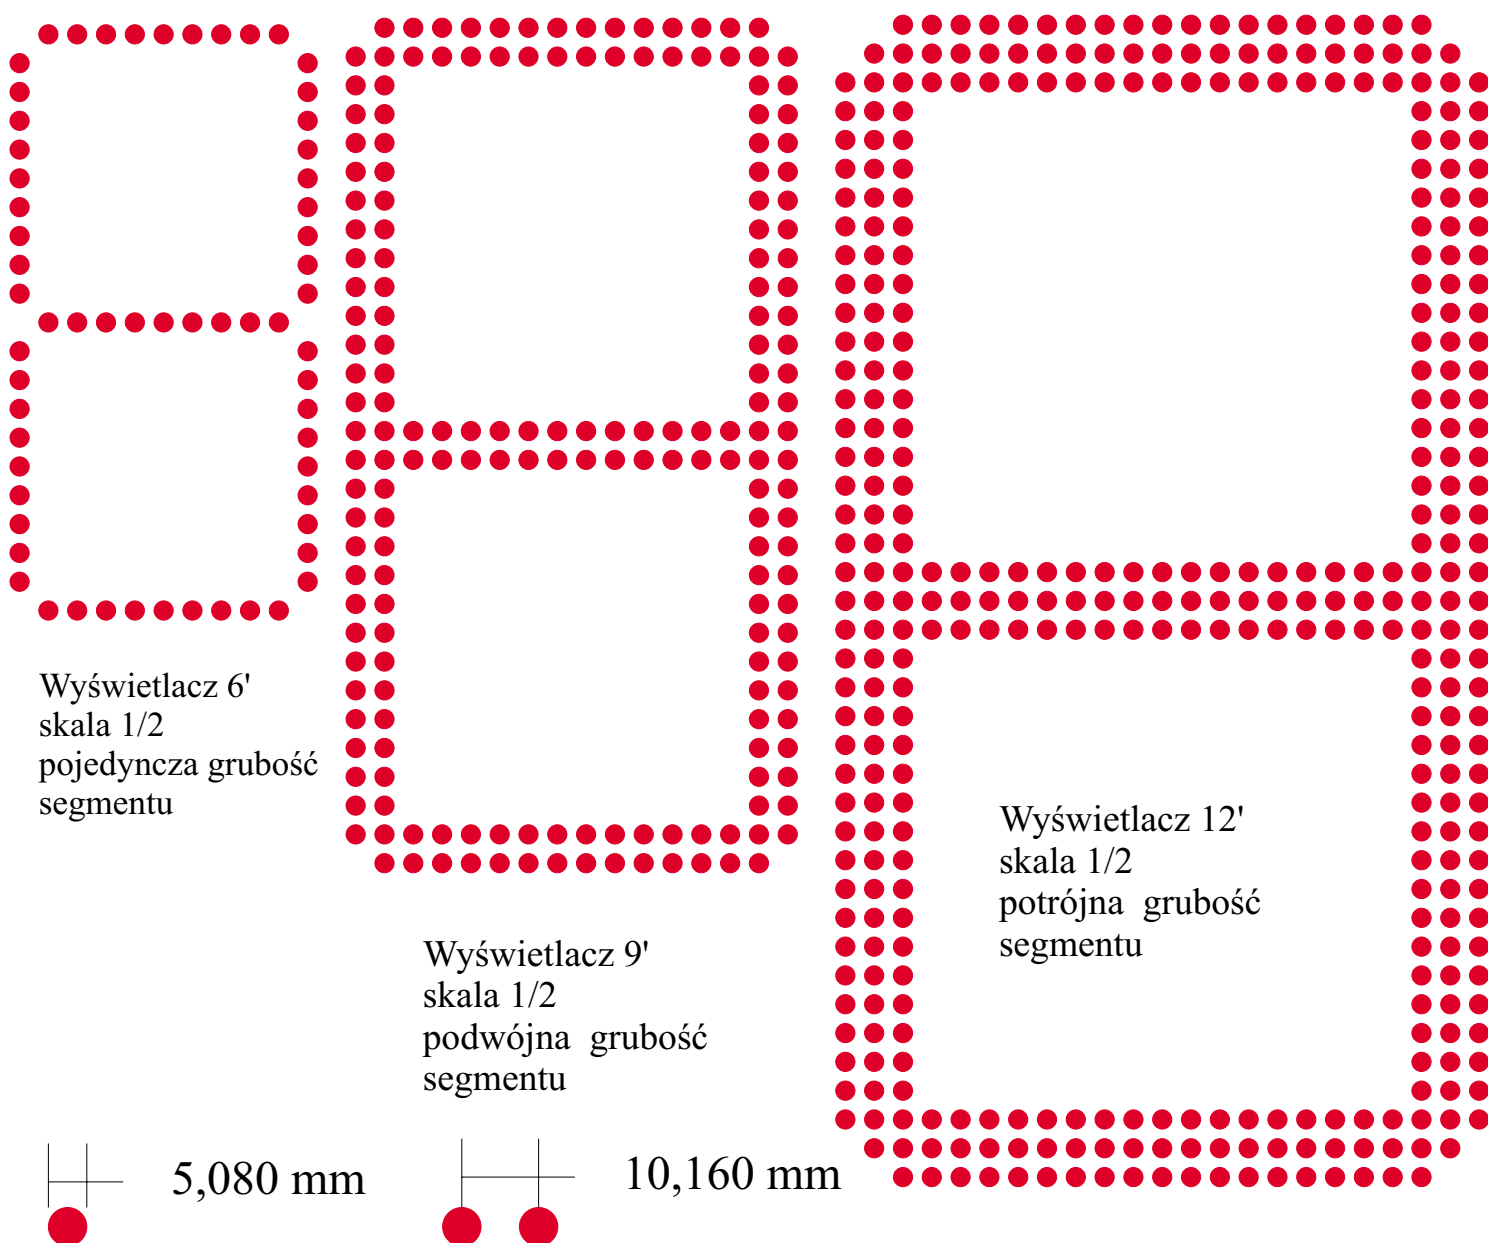 Wyświetlacz 6'
skala 1/2
pojedyncza grubość
segmentu
Wyświetlacz 9'
skala 1/2
podwójna grubość
segmentu
Wyświetlacz 12'
skala 1/2
potrójna grubość
segmentu
5,080 mm
10,160 mm